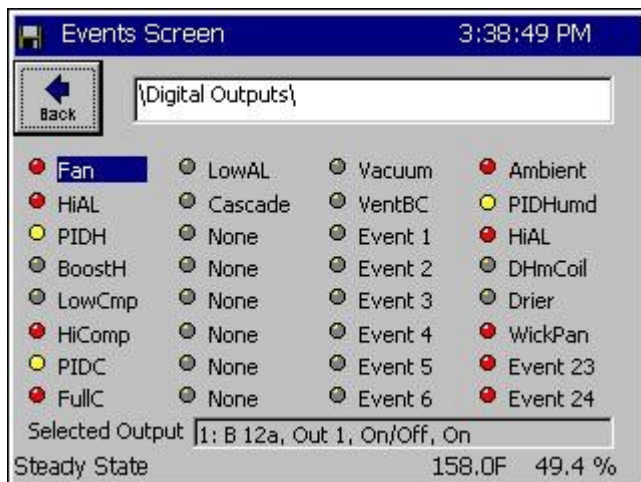 Events Screen 3:38:49 PM
Back
\Digital Outputs\
Fan LowAL Vacuum Ambient
HiAL Cascade VentBC PIDHumd
PIDH None Event 1 HiAL
BoostH None Event 2 DHmCoil
LowCmp None Event 3 Drier
HiComp None Event 4 WickPan
PIDC None Event 5 Event 23
FullC None Event 6 Event 24
Selected Output 1: B 12a, Out 1, On/Off, On
Steady State 158.0F 49.4 %